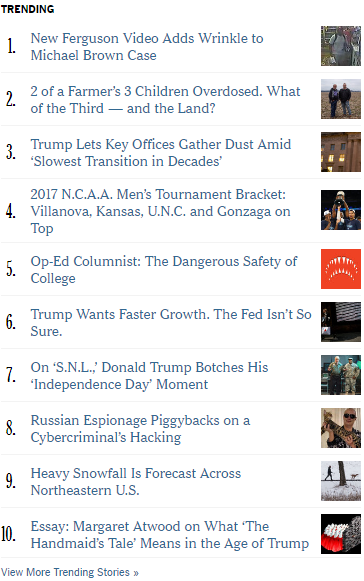 TRENDING
1. New Ferguson Video Adds Wrinkle to
Michael Brown Case
2. 2 of a Farmer's 3 Children Overdosed. What
of the Third — and the Land?
3. Trump Lets Key Offices Gather Dust Amid
‘Slowest Transition in Decades’
4. 2017 N.C.A.A. Men's Tournament Bracket:
Villanova, Kansas, U.N.C. and Gonzaga on
Top
5. Op-Ed Columnist: The Dangerous Safety of
College
6. Trump Wants Faster Growth. The Fed Isn't So
Sure.
7. On ‘S.N.L.,’ Donald Trump Botches His
‘Independence Day’ Moment
8. Russian Espionage Piggybacks on a
Cybercriminal's Hacking
9. Heavy Snowfall Is Forecast Across
Northeastern U.S.
10. Essay: Margaret Atwood on What ‘The
Handmaid's Tale’ Means in the Age of Trump
View More Trending Stories »